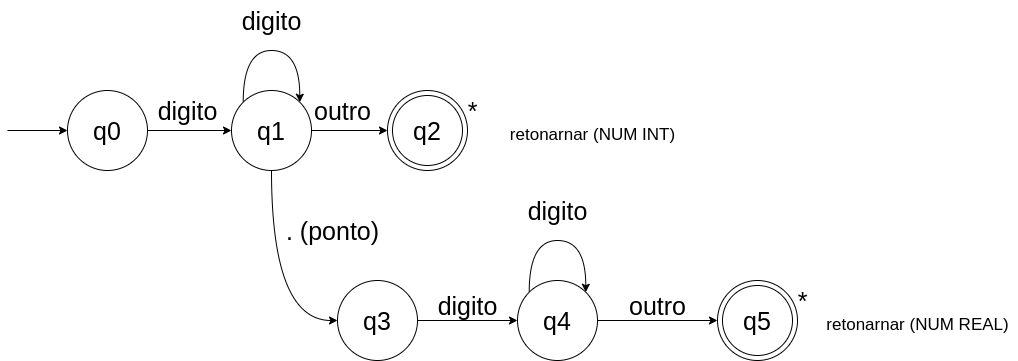 digito
q0
digito
q1
outro
q2
*
retonarnar (NUM INT)
. (ponto)
digito
q3
digito
q4
outro
q5
*
retonarnar (NUM REAL)